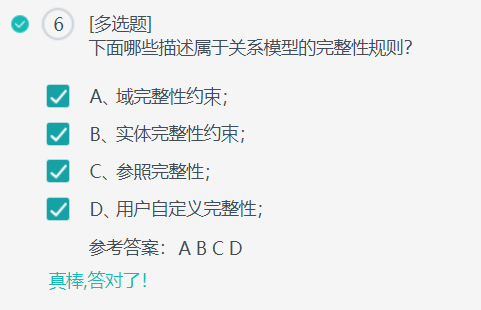 6 [多选题]
下面哪些描述属于关系模型的完整性规则?
A、域完整性约束;
B、实体完整性约束;
C、参照完整性;
D、用户自定义完整性;
参考答案: A B C D
真棒,答对了!